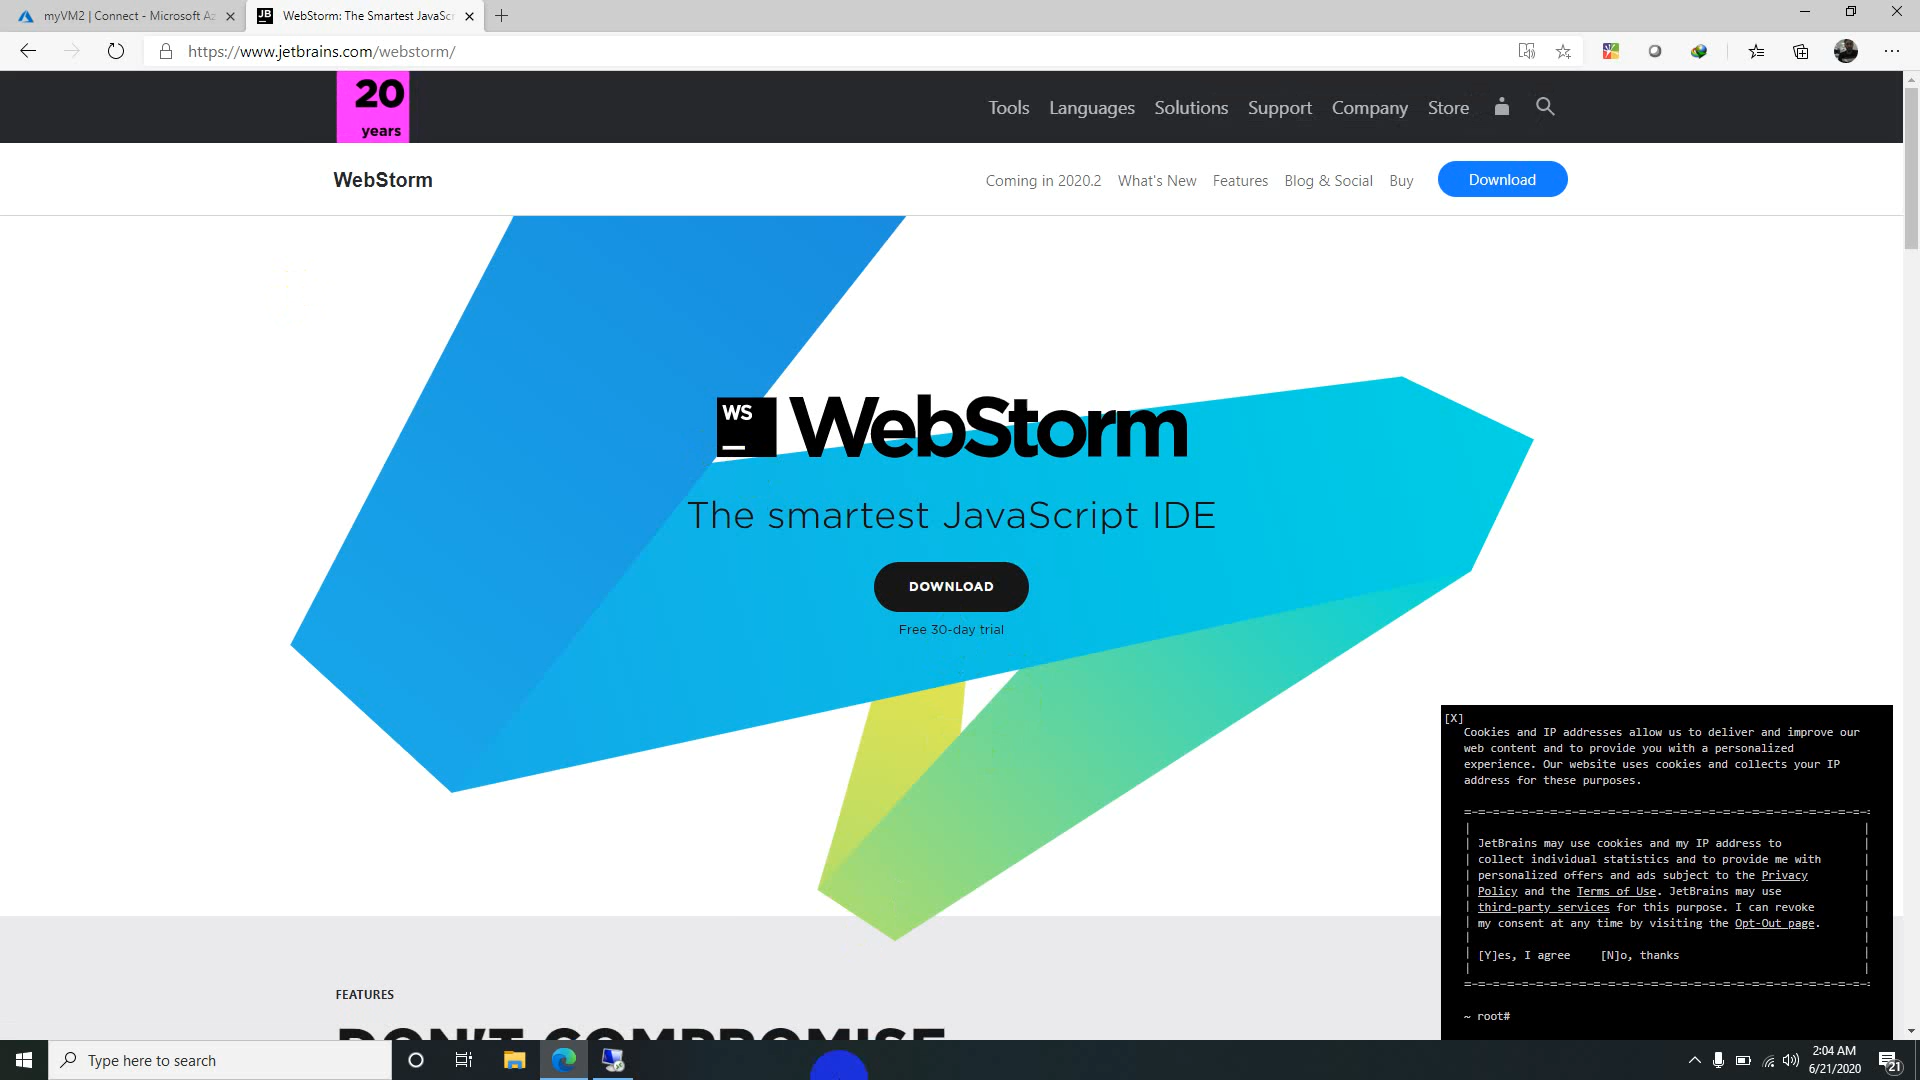 myVM2 | Connect - Microsoft Az
WebStorm: The Smartest JavaScr
https://www.jetbrains.com/webstorm/
20
years
Tools Languages Solutions Support Company Store
WebStorm
Coming in 2020.2 What's New Features Blog & Social Buy Download
WS
WebStorm
The smartest JavaScript IDE
DOWNLOAD
Free 30-day trial
[X]
Cookies and IP addresses allow us to deliver and improve our
web content and to provide you with a personalized
experience. Our website uses cookies and collects your IP
address for these purposes.
JetBrains may use cookies and my IP address to
collect individual statistics and to provide me with
personalized offers and ads subject to the Privacy
Policy and the Terms of Use. JetBrains may use
third-party services for this purpose. I can revoke
my consent at any time by visiting the Opt-Out page.
[Y]es, I agree [N]o, thanks
~ root#
FEATURES
DON'T COMPROMISE
Type here to search
2:04 AM
6/21/2020
21